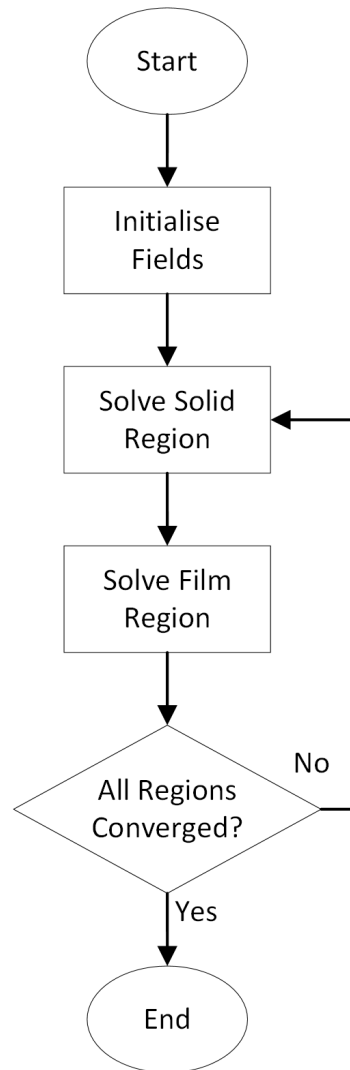 Start
Initialise
Fields
Solve Solid
Region
Solve Film
Region
All Regions
Converged?
No
Yes
End